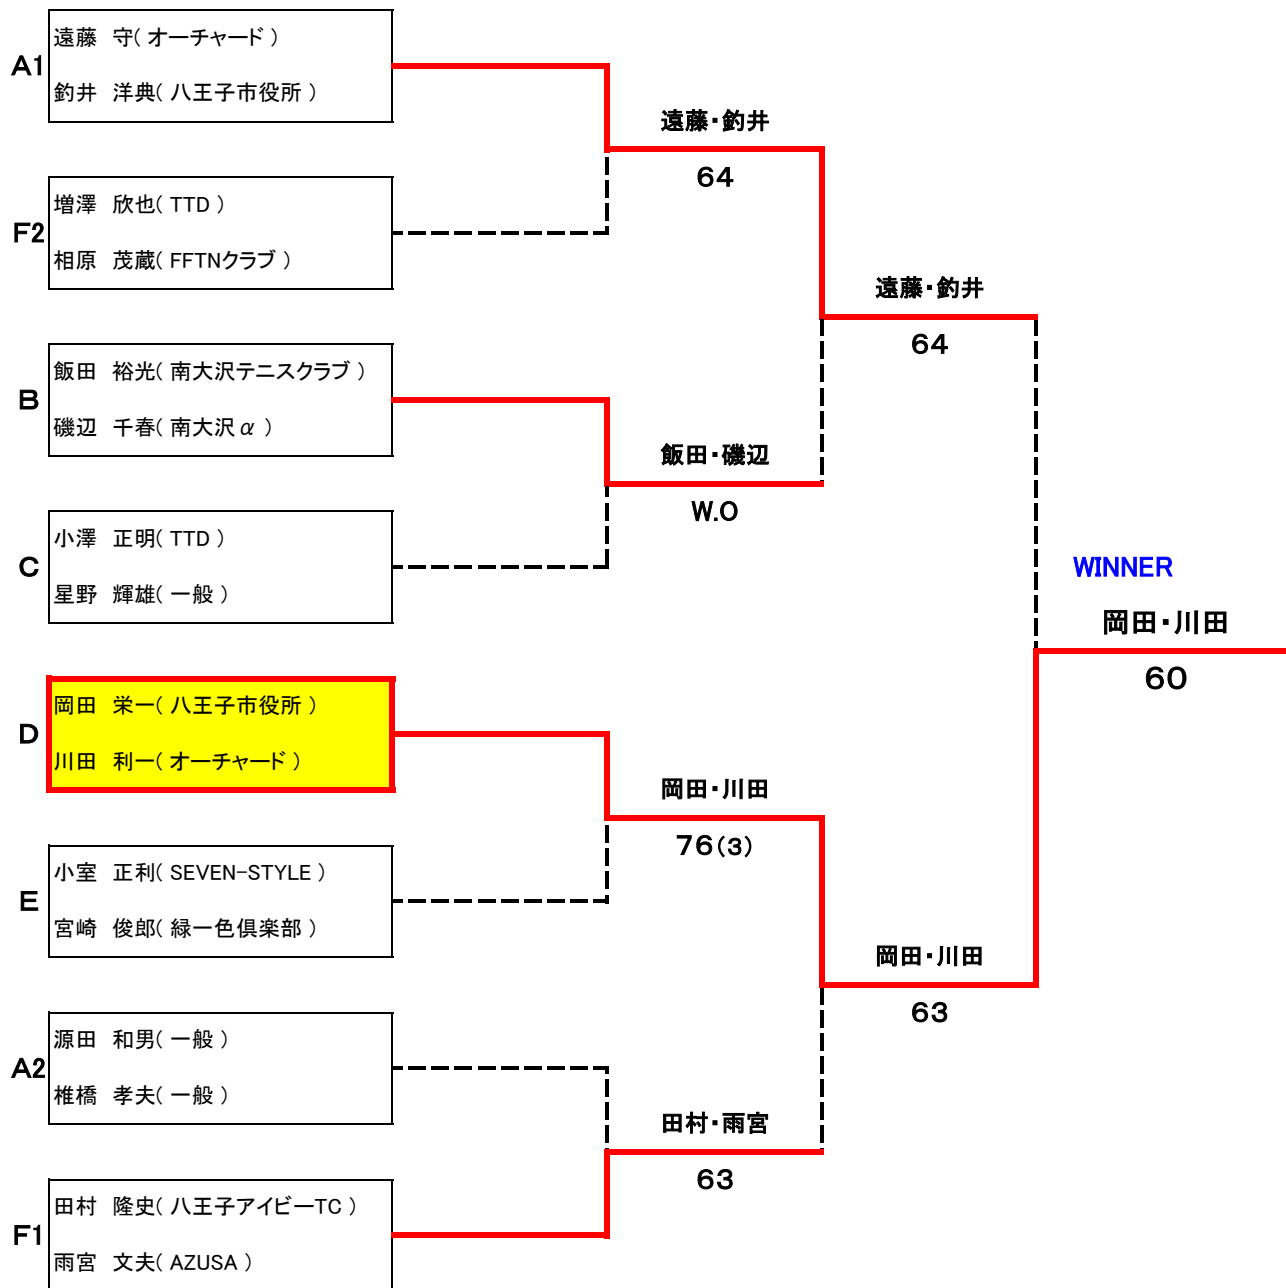 A1
遠藤 守( オーチャード )
釣井 洋典( 八王子市役所 )
遠藤・釣井
64
F2
増澤 欣也( TTD )
相原 茂蔵( FFTNクラブ )
遠藤・釣井
64
B
飯田 裕光( 南大沢テニスクラブ )
磯辺 千春( 南大沢α )
飯田・磯辺
W.O
C
小澤 正明( TTD )
星野 輝雄( 一般 )
WINNER
岡田・川田
60
D
岡田 栄一( 八王子市役所 )
川田 利一( オーチャード )
岡田・川田
76(3)
E
小室 正利( SEVEN-STYLE )
宮崎 俊郎( 緑一色倶楽部 )
岡田・川田
63
A2
源田 和男( 一般 )
椎橋 孝夫( 一般 )
田村・雨宮
63
F1
田村 隆史( 八王子アイビーTC )
雨宮 文夫( AZUSA )